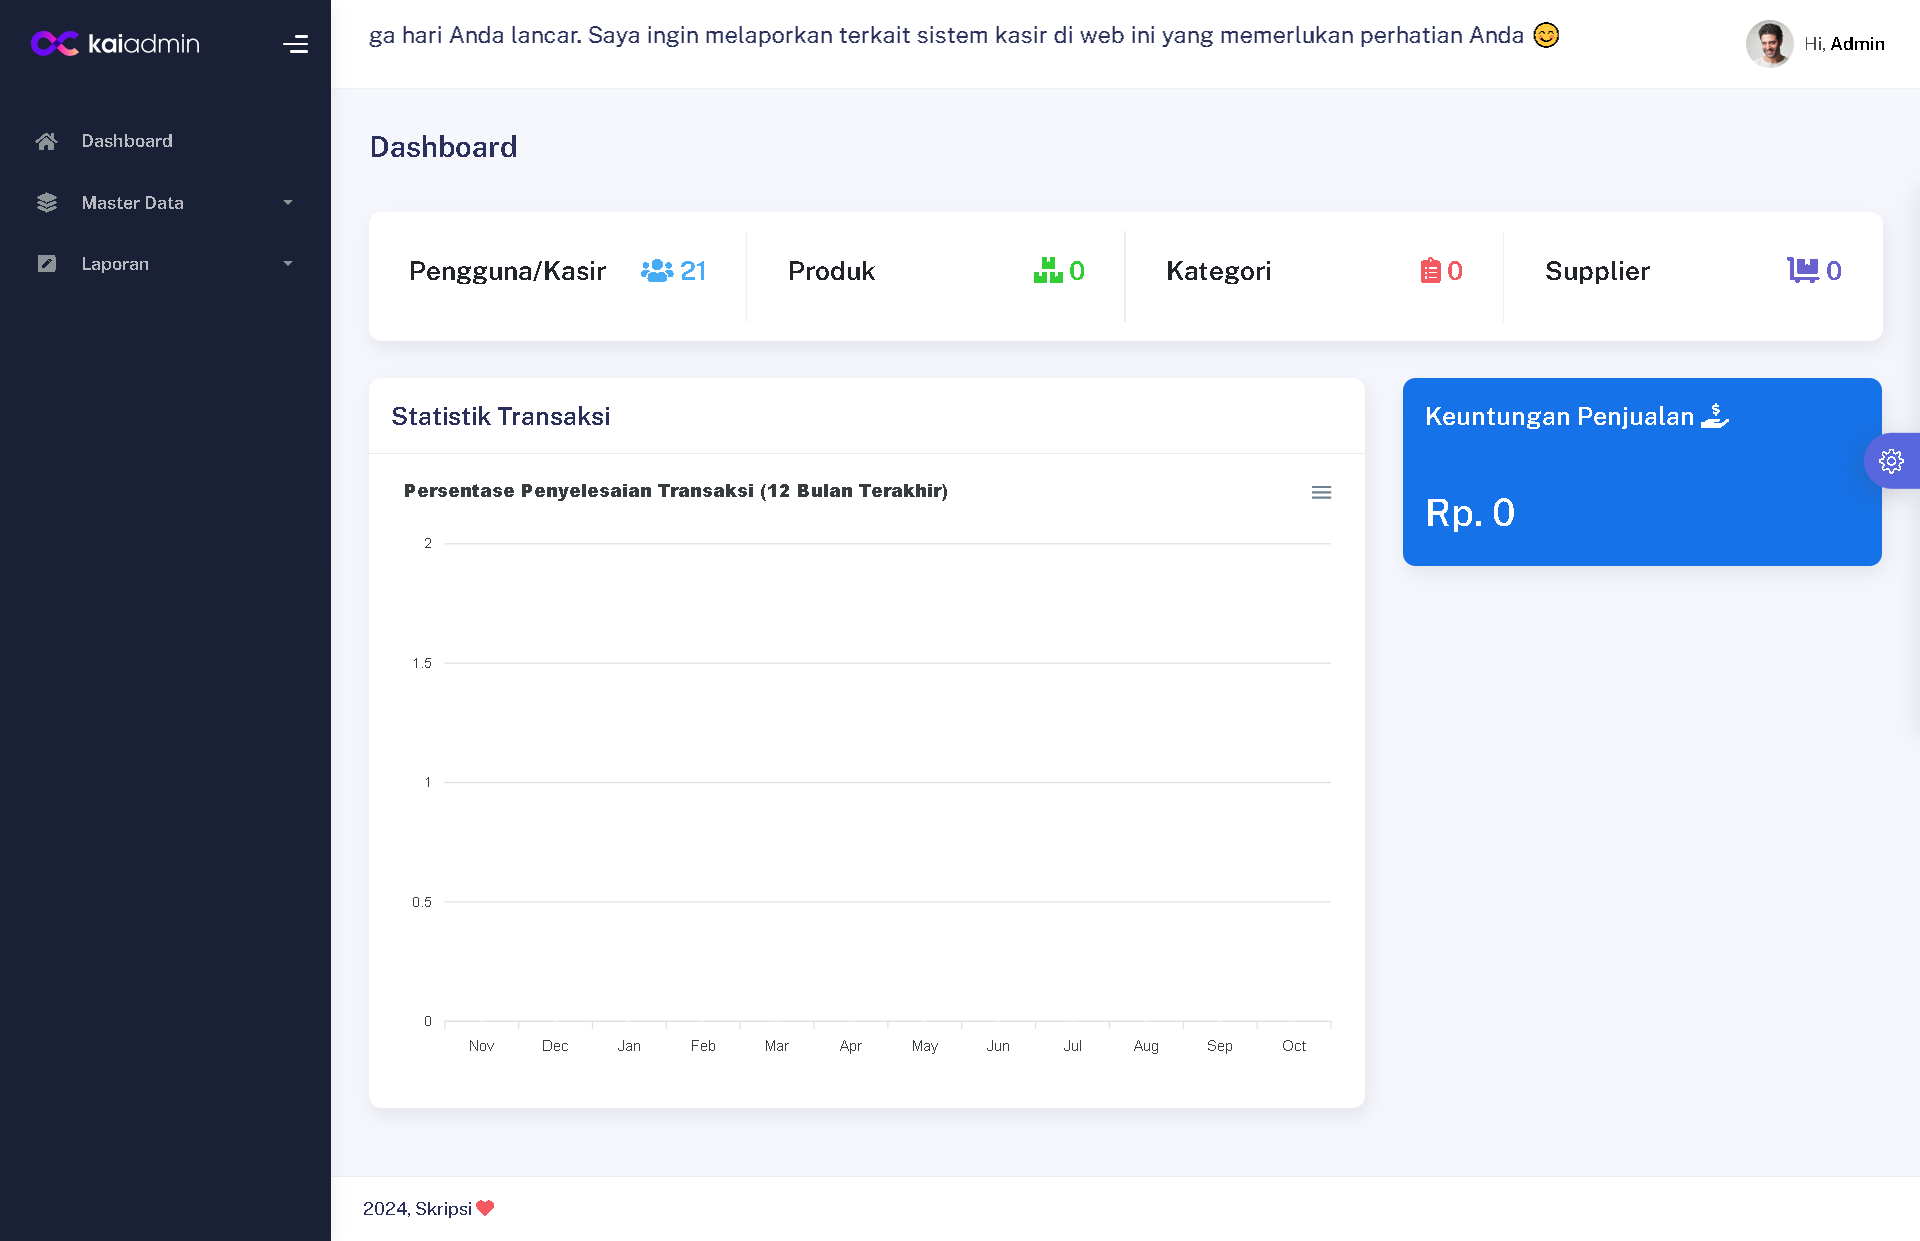 kaiadmin
ga hari Anda lancar. Saya ingin melaporkan terkait sistem kasir di web ini yang memerlukan perhatian Anda 😊
Hi, Admin
Dashboard
Master Data
Laporan
Dashboard
Pengguna/Kasir 21
Produk 0
Kategori 0
Supplier 0
Statistik Transaksi
Persentase Penyelesaian Transaksi (12 Bulan Terakhir)
2
1.5
1
0.5
0
Nov Dec Jan Feb Mar Apr May Jun Jul Aug Sep Oct
Keuntungan Penjualan
Rp. 0
2024, Skripsi